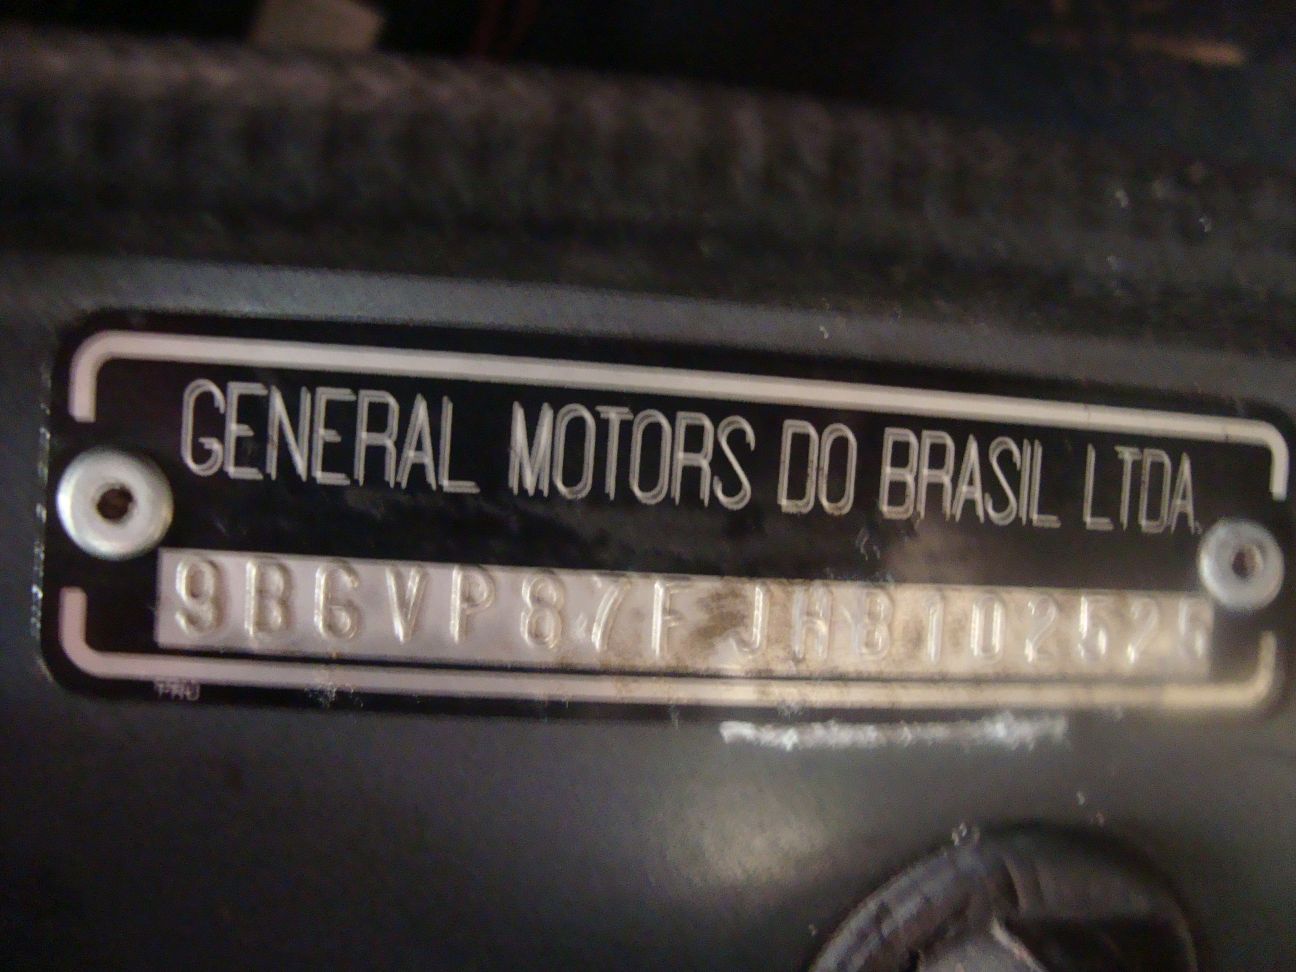 GENERAL MOTORS DO BRASIL LTDA.
9BGVP87FJHB102526